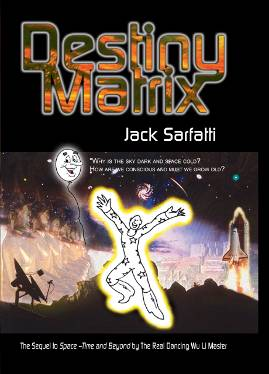 Destiny
Matrix
Jack Sarfatti
"Why is the sky dark and space cold?
How are we conscious and must we grow old?
The Sequel to Space -Time and Beyond by The Real Dancing Wu Li Master